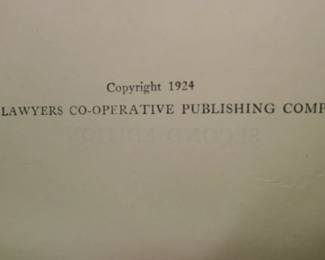 Copyright 1924
LAWYERS CO-OPERATIVE PUBLISHING COMP